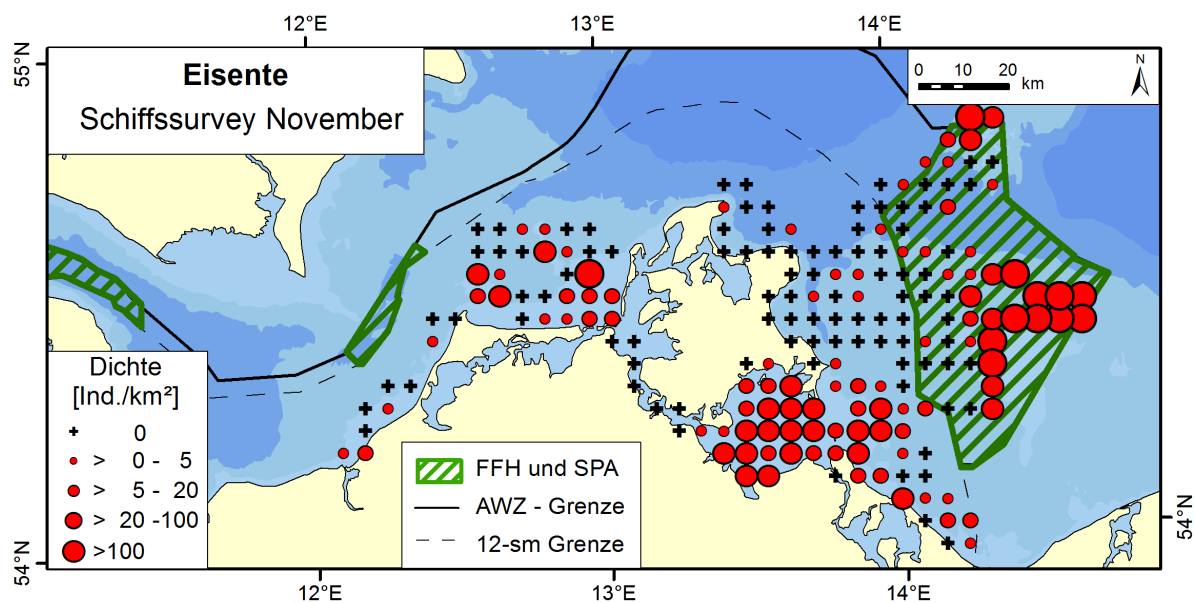 12°E
13°E
14°E
55°N
Eisente
Schiffssurvey November
0 10 20
km
N
Dichte
[Ind./km²]
0
> 0 - 5
> 5 - 20
> 20 -100
>100
FFH und SPA
AWZ - Grenze
12-sm Grenze
54°N
54°N
12°E
13°E
14°E